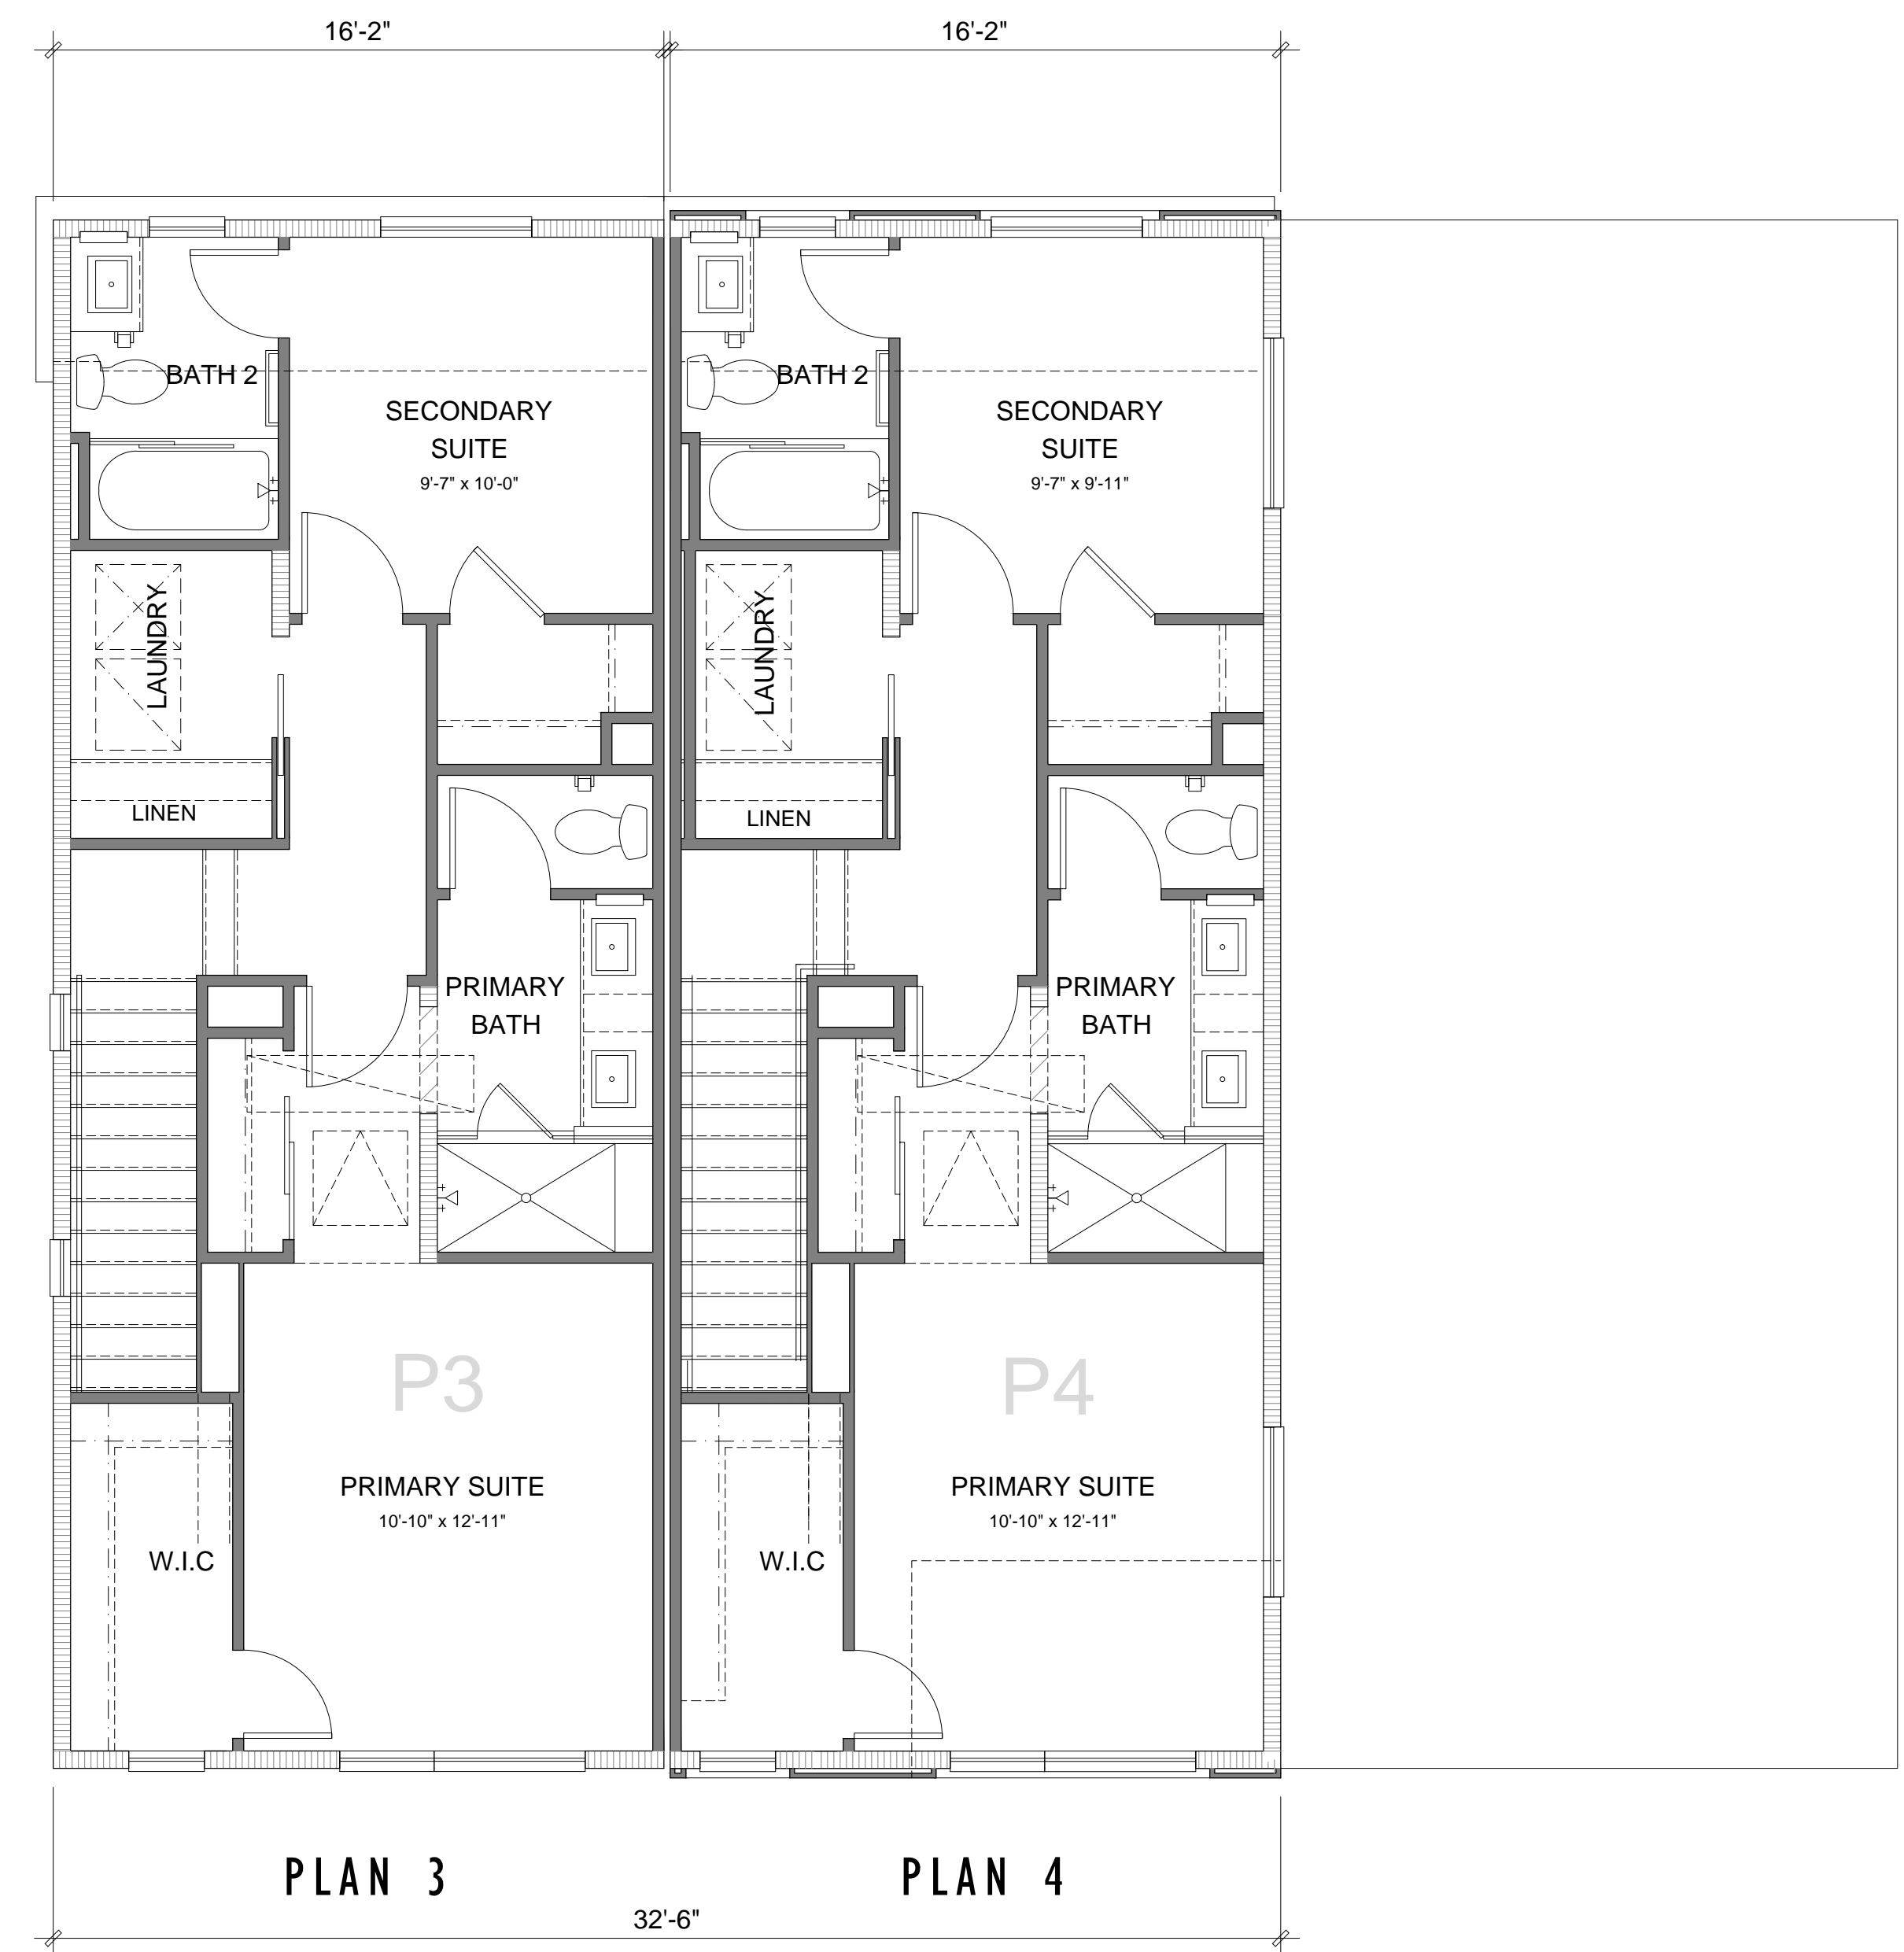 16'-2"
16'-2"
BATH 2
SECONDARY
SUITE
9'-7" x 10'-0"
LAUNDRY
LINEN
PRIMARY
BATH
P3
PRIMARY SUITE
10'-10" x 12'-11"
W.I.C
BATH 2
SECONDARY
SUITE
9'-7" x 9'-11"
LAUNDRY
LINEN
PRIMARY
BATH
P4
PRIMARY SUITE
10'-10" x 12'-11"
W.I.C
PLAN 3
PLAN 4
32'-6"